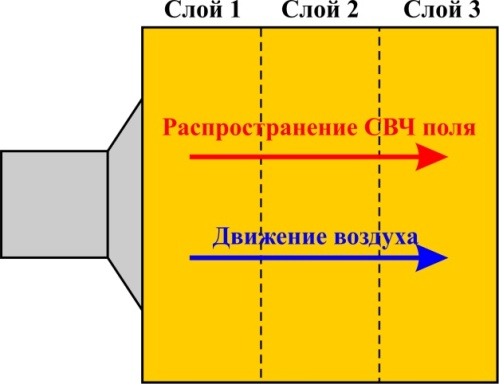 Слой 1 Слой 2 Слой 3
Распространение СВЧ поля
Движение воздуха